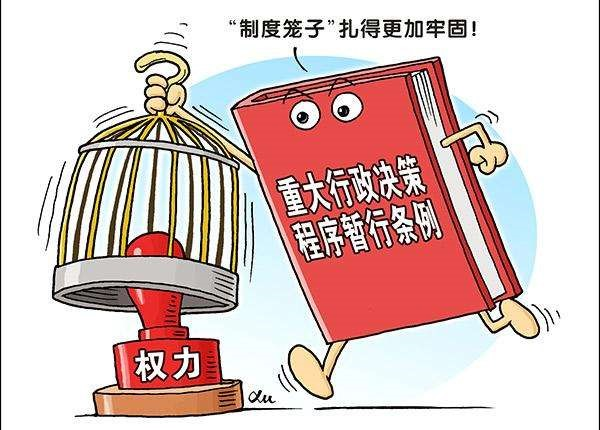 “制度笼子”扎得更加牢固！
重大行政决策
程序暂行条例
权力